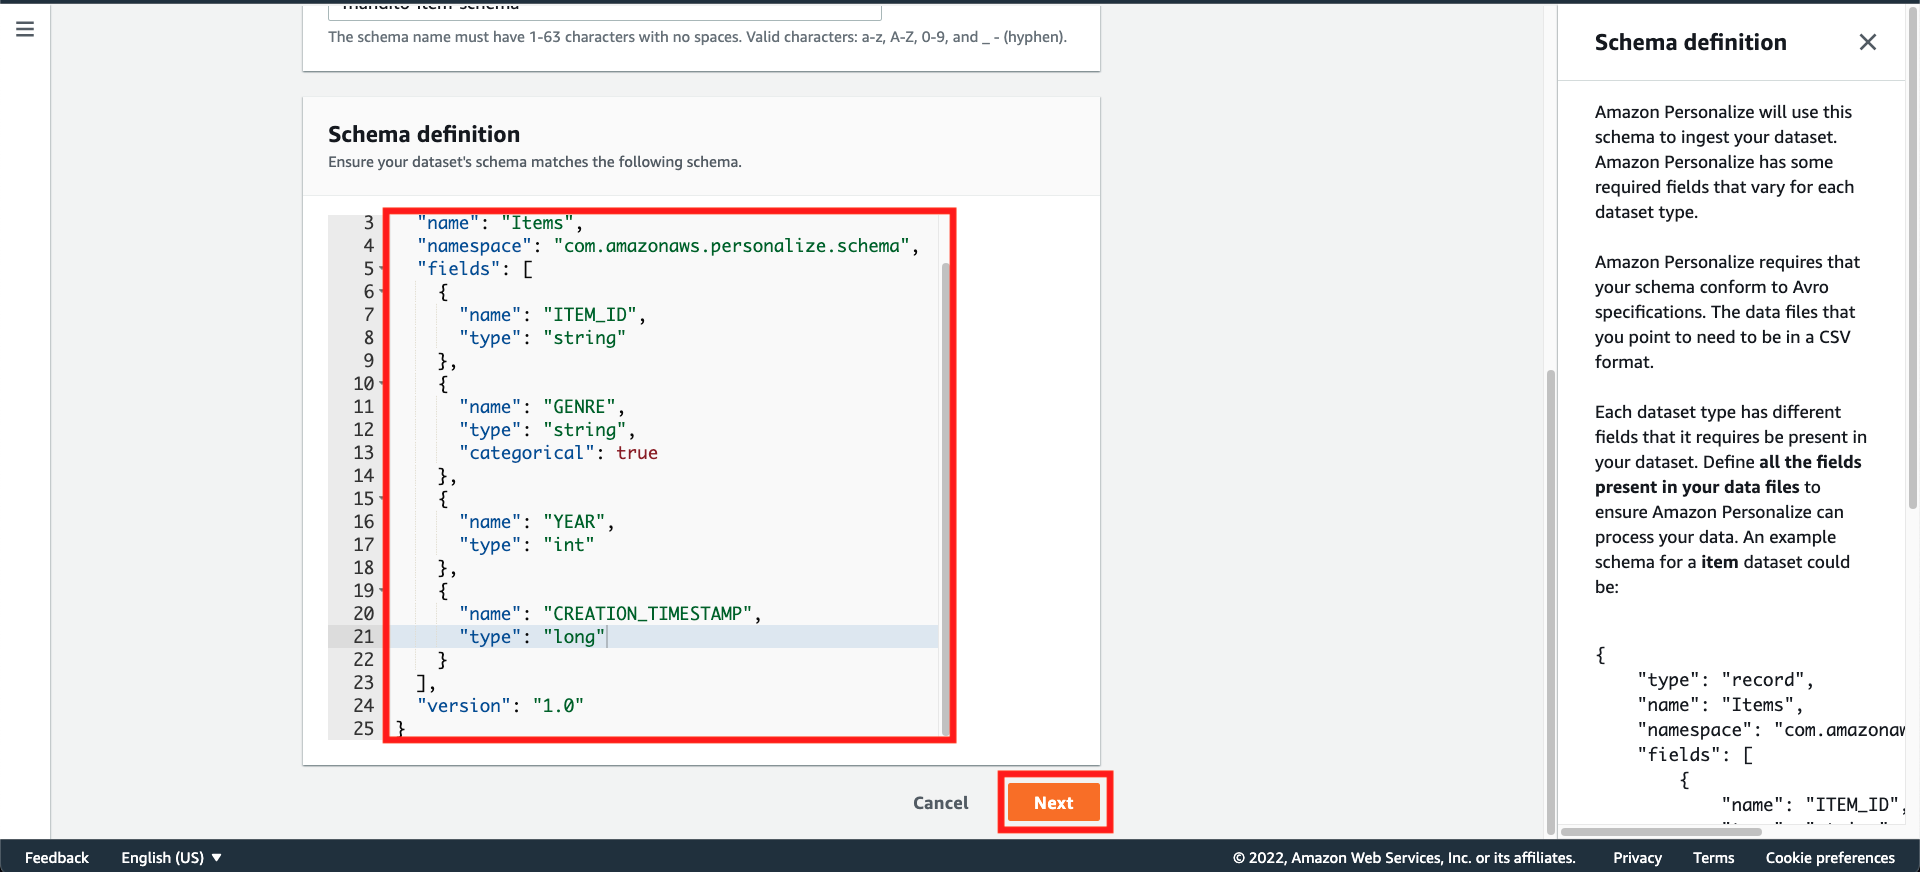 The schema name must have 1-63 characters with no spaces. Valid characters: a-z, A-Z, 0-9, and _ - (hyphen).
Schema definition
Ensure your dataset's schema matches the following schema.
3 "name": "Items",
4 "namespace": "com.amazonaws.personalize.schema",
5 "fields": [
6 {
7 "name": "ITEM_ID",
8 "type": "string"
9 },
10 {
11 "name": "GENRE",
12 "type": "string",
13 "categorical": true
14 },
15 {
16 "name": "YEAR",
17 "type": "int"
18 },
19 {
20 "name": "CREATION_TIMESTAMP",
21 "type": "long"
22 }
23 ],
24 "version": "1.0"
25 }
Cancel
Next
Schema definition
Amazon Personalize will use this
schema to ingest your dataset.
Amazon Personalize has some
required fields that vary for each
dataset type.
Amazon Personalize requires that
your schema conform to Avro
specifications. The data files that
you point to need to be in a CSV
format.
Each dataset type has different
fields that it requires be present in
your dataset. Define all the fields
present in your data files to
ensure Amazon Personalize can
process your data. An example
schema for a item dataset could
be:
{
"type": "record",
"name": "Items",
"namespace": "com.amazonaw
"fields": [
{
"name": "ITEM_ID",
Feedback
English (US)
© 2022, Amazon Web Services, Inc. or its affiliates.
Privacy
Terms
Cookie preferences